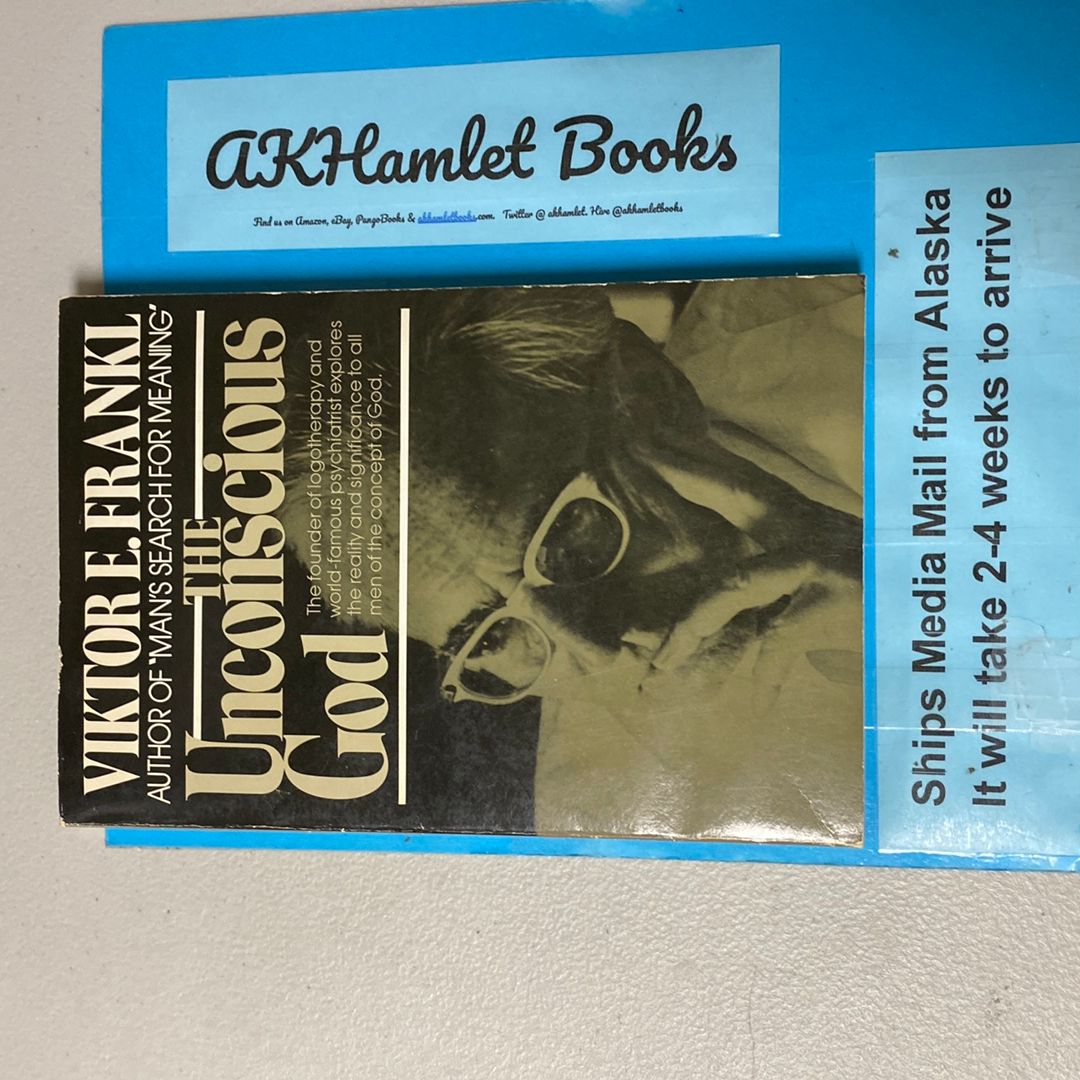 AKHamlet Books
Find us on Amazon, eBay, PangoBooks & akhamletbooks.com. Twitter @ akhamlet. Hive @akhamletbooks
VIKTOR E. FRANKL
AUTHOR OF "MAN'S SEARCH FOR MEANING"
THE
Unconscious
God
The founder of logotherapy and
world-famous psychiatrist explores
the reality and significance to all
men of the concept of God.
Ships Media Mail from Alaska
It will take 2-4 weeks to arrive